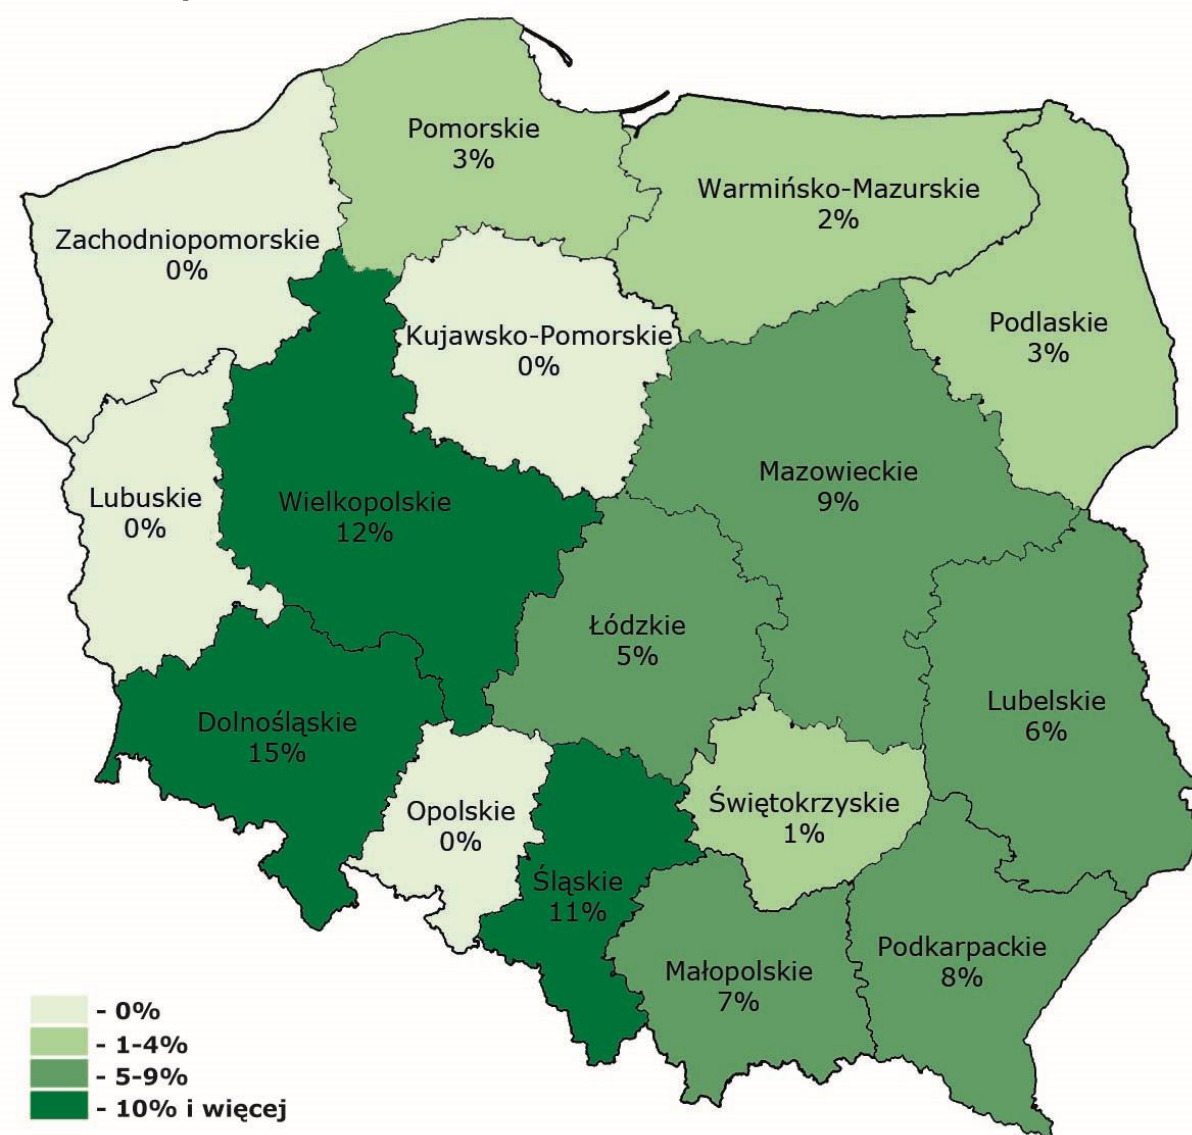 Pomorskie
3%
Warmińsko-Mazurskie
2%
Zachodniopomorskie
0%
Kujawsko-Pomorskie
0%
Podlaskie
3%
Mazowieckie
9%
Lubuskie
0%
Wielkopolskie
12%
Łódzkie
5%
Lubelskie
6%
Dolnośląskie
15%
Opolskie
0%
Świętokrzyskie
1%
Śląskie
11%
Podkarpackie
8%
Małopolskie
7%
- 0%
- 1-4%
- 5-9%
- 10% i więcej